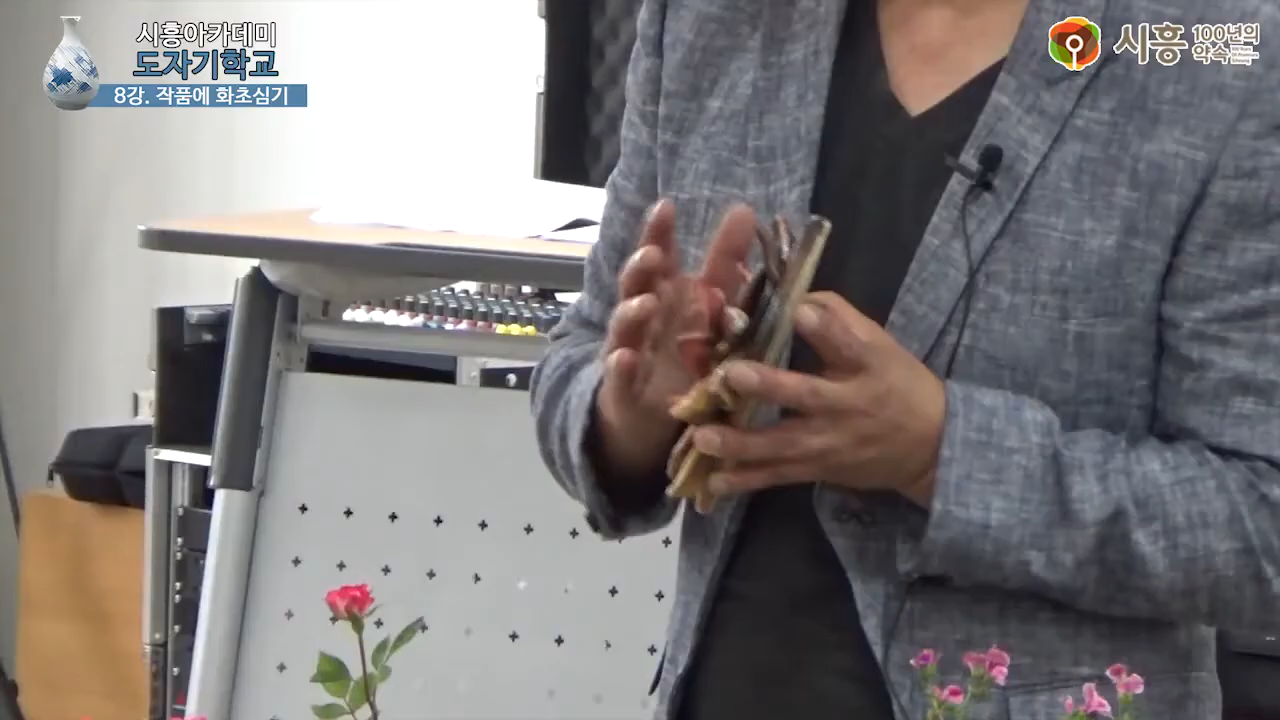 시흥아카데미
도자기학교
8강. 작품에 화초심기
시흥 100년의
약속